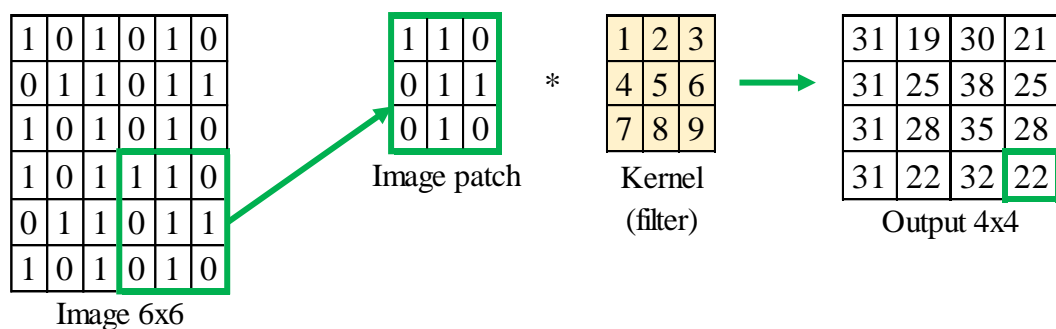 1 0 1 0 1 0
0 1 1 0 1 1
1 0 1 0 1 0
1 0 1 1 1 0
0 1 1 0 1 1
1 0 1 0 1 0
Image 6x6
1 1 0
0 1 1
0 1 0
Image patch
*
1 2 3
4 5 6
7 8 9
Kernel
(filter)
31 19 30 21
31 25 38 25
31 28 35 28
31 22 32 22
Output 4x4